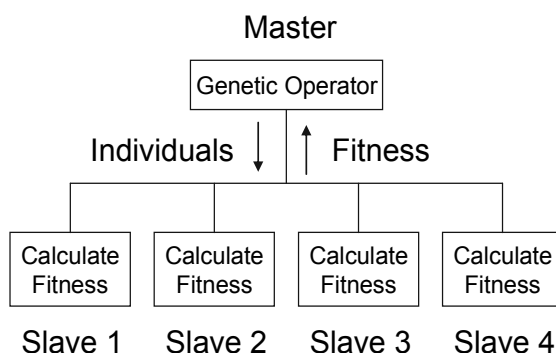 Master
Genetic Operator
Individuals
Fitness
Calculate
Fitness
Calculate
Fitness
Calculate
Fitness
Calculate
Fitness
Slave 1
Slave 2
Slave 3
Slave 4